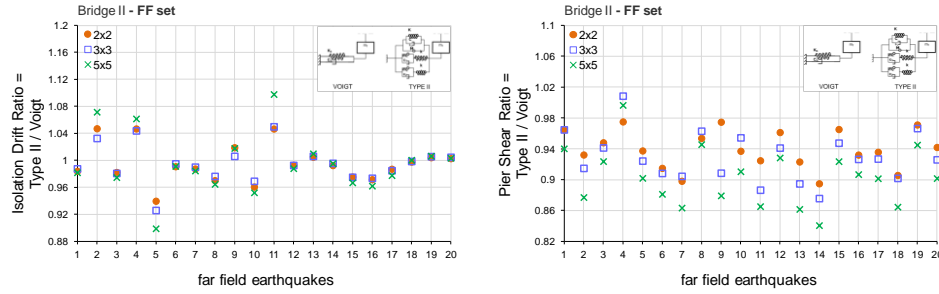 Bridge II - FF set
Isolation Drift Ratio =
Type II / Voigt
1.2
1.16
1.12
1.08
1.04
1
0.96
0.92
0.88
2x2
3x3
5x5
VOIGT
TYPE II
1 2 3 4 5 6 7 8 9 10 11 12 13 14 15 16 17 18 19 20
far field earthquakes
Bridge II - FF set
Pier Shear Ratio =
Type II / Voigt
1.1
1.06
1.02
0.98
0.94
0.9
0.86
0.82
2x2
3x3
5x5
VOIGT
TYPE II
1 2 3 4 5 6 7 8 9 10 11 12 13 14 15 16 17 18 19 20
far field earthquakes